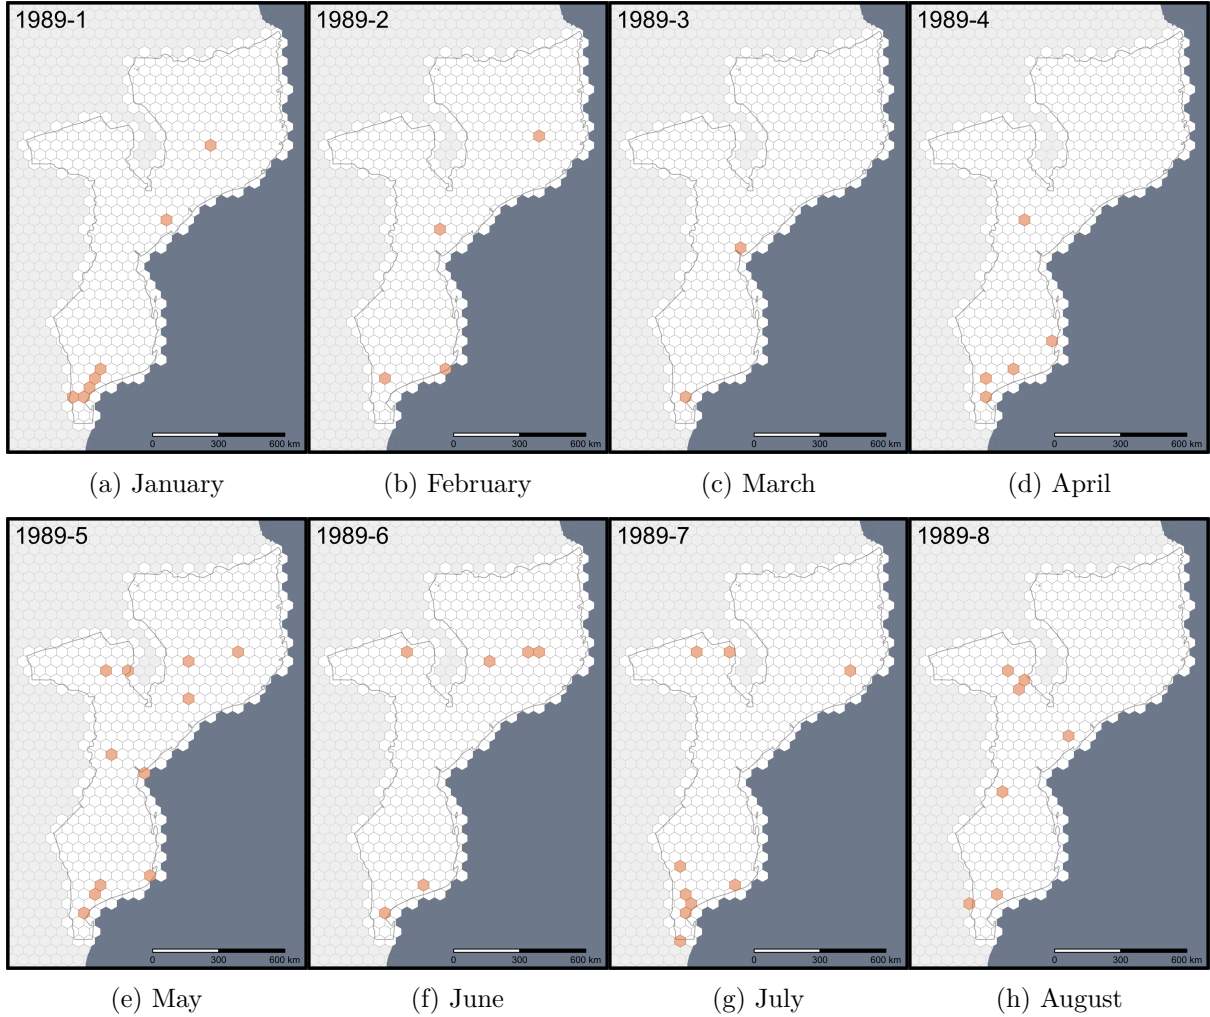 1989-1 1989-2 1989-3 1989-4
0 300 600 km 0 300 600 km 0 300 600 km 0 300 600 km
(a) January (b) February (c) March (d) April
1989-5 1989-6 1989-7 1989-8
0 300 600 km 0 300 600 km 0 300 600 km 0 300 600 km
(e) May (f) June (g) July (h) August